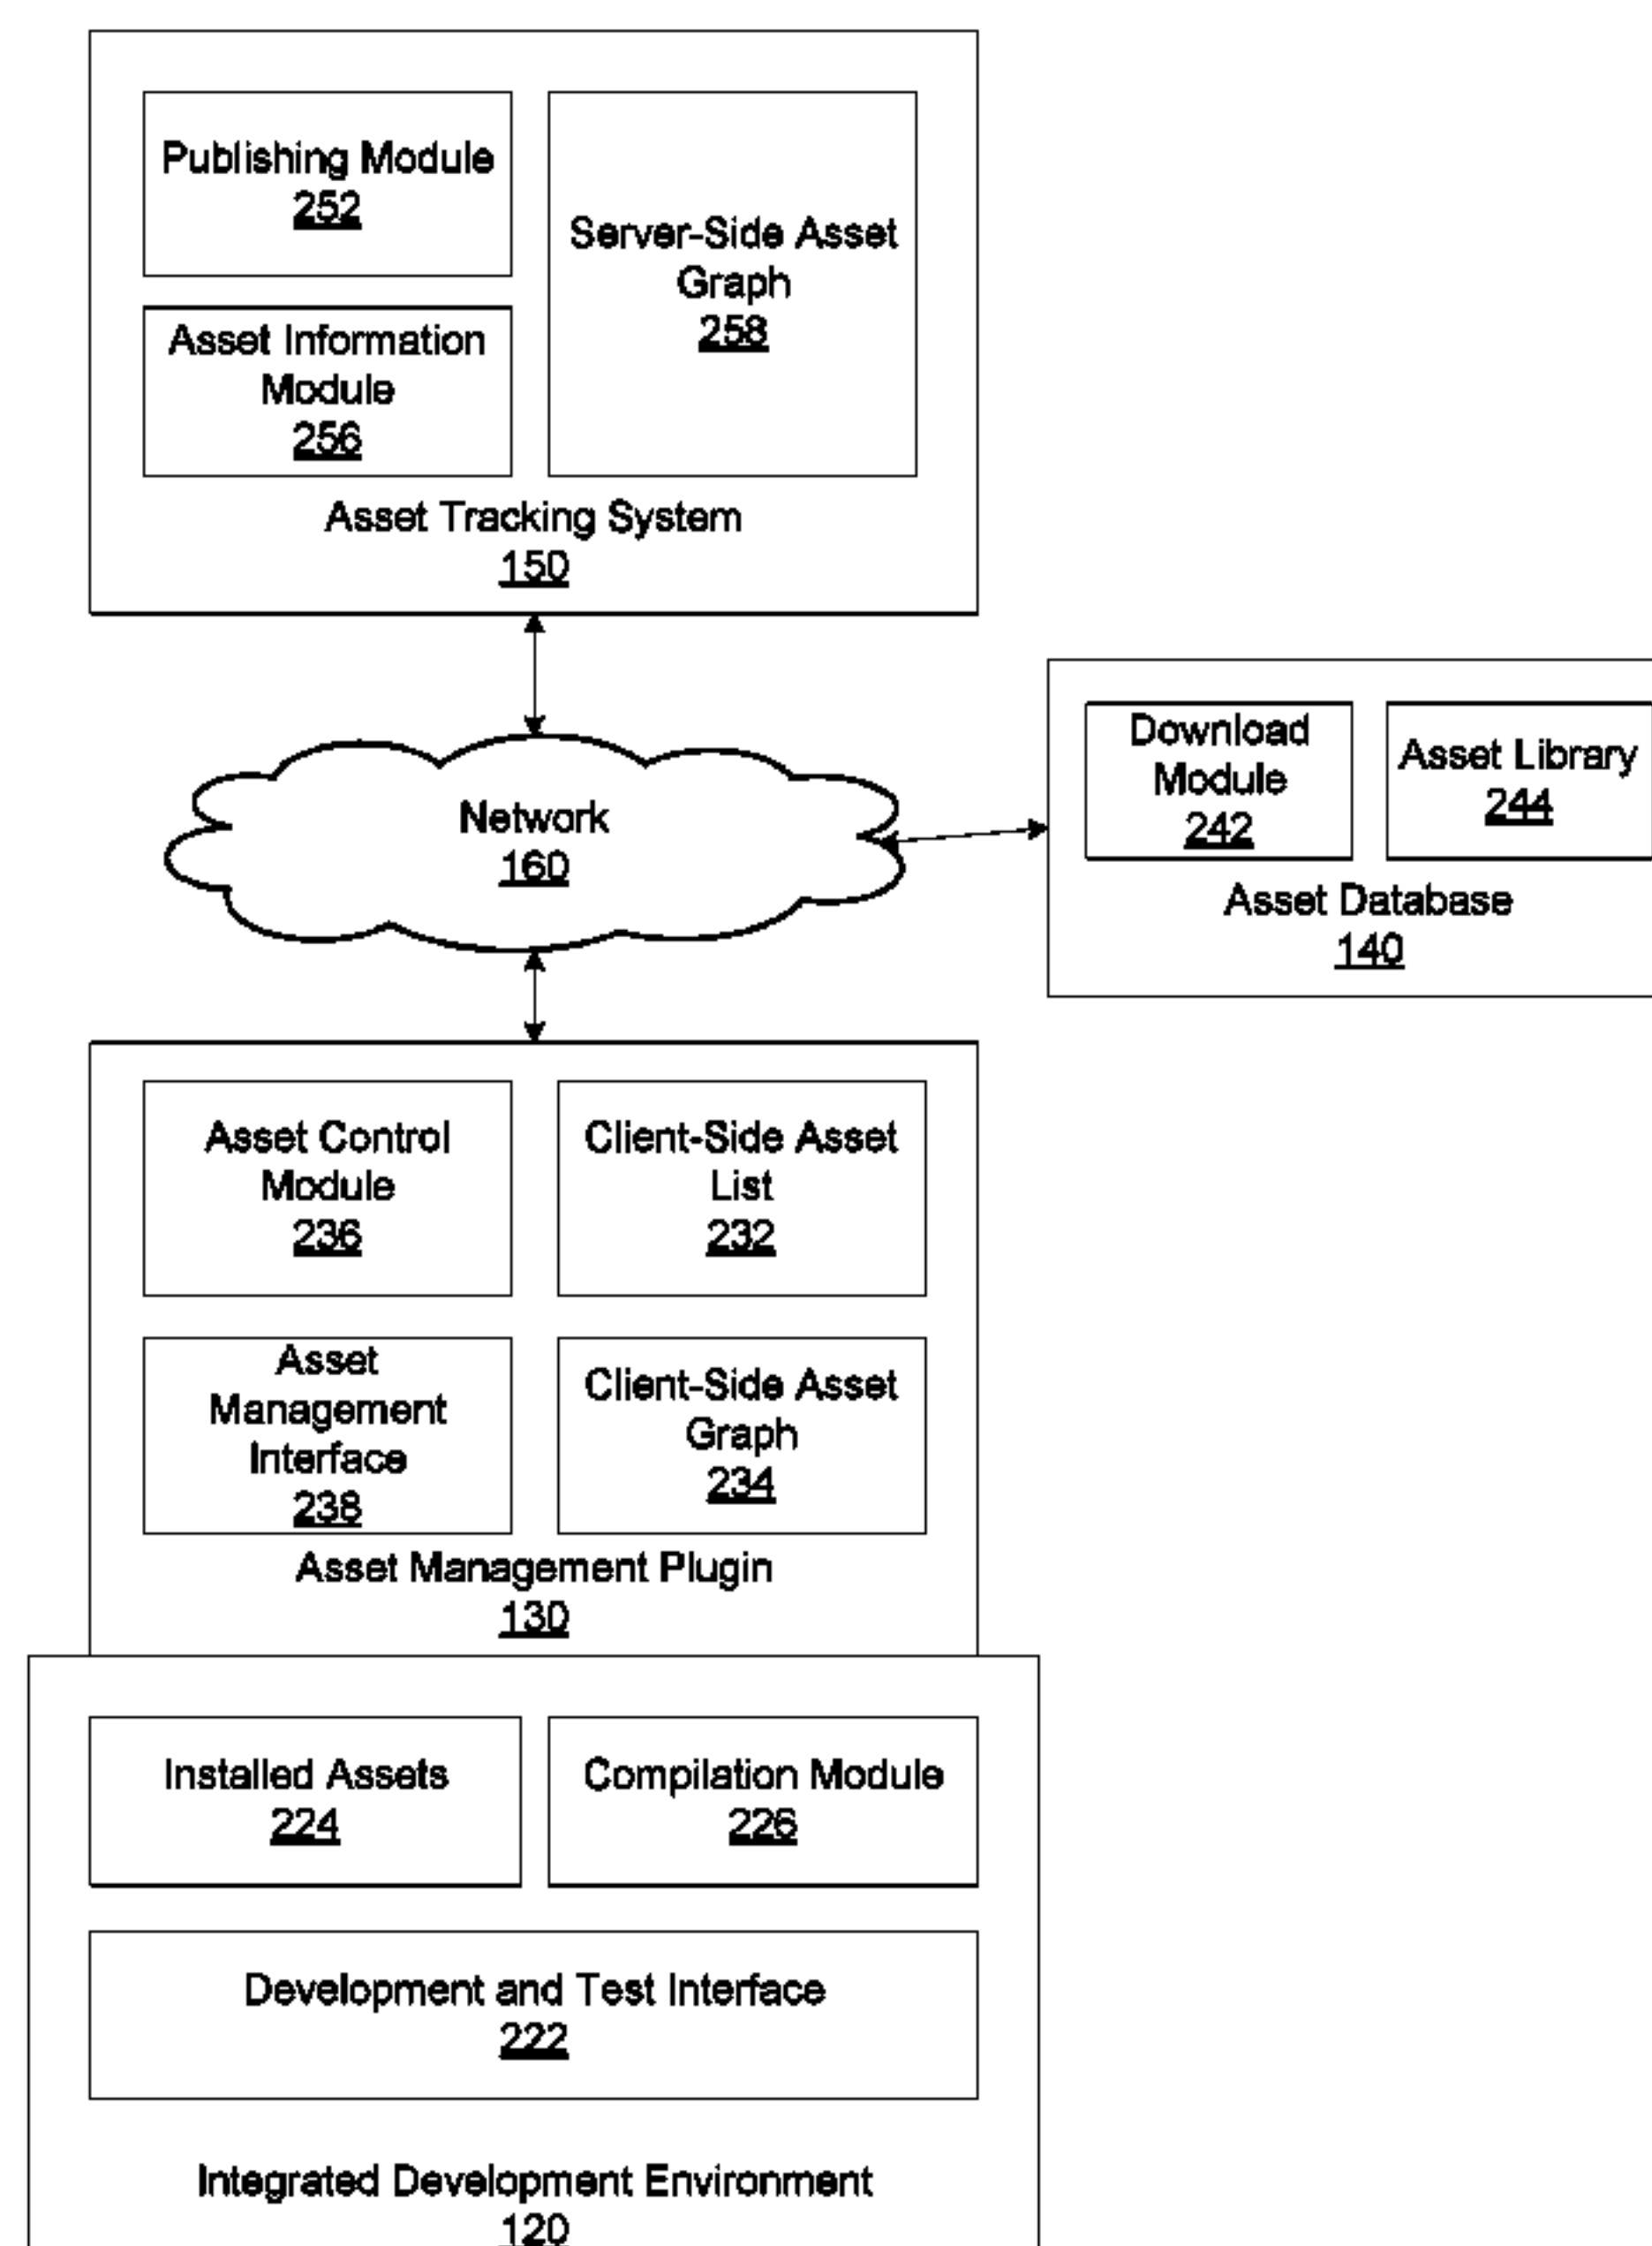 Publishing Module
252
Asset Information
Module
256
Server-Side Asset
Graph
258
Asset Tracking System
150
Network
160
Download
Module
242
Asset Library
244
Asset Database
140
Asset Control
Module
236
Client-Side Asset
List
232
Asset
Management
Interface
238
Client-Side Asset
Graph
234
Asset Management Plugin
130
Installed Assets
224
Compilation Module
226
Development and Test Interface
222
Integrated Development Environment
120